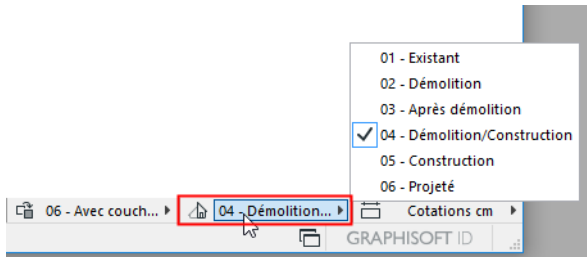 01 - Existant
02 - Démolition
03 - Après démolition
04 - Démolition/Construction
05 - Construction
06 - Projeté
06 - Avec couch... 04 - Démolition... Cotations cm
GRAPHISOFT ID